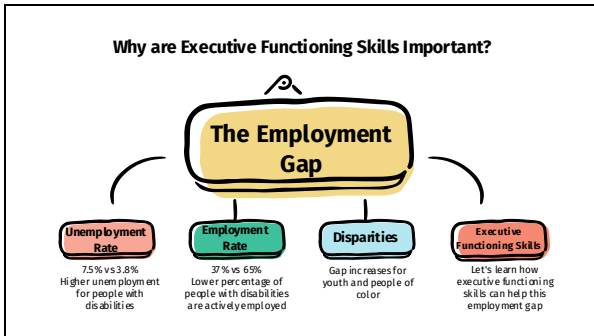 Why are Executive Functioning Skills Important?
The Employment
Gap
Unemployment
Rate
7.5% vs 3.8%
Higher unemployment
for people with
disabilities
Employment
Rate
37% vs 65%
Lower percentage of
people with disabilities
are actively employed
Disparities
Gap increases for
youth and people of
color
Executive
Functioning Skills
Let's learn how
executive functioning
skills can help this
employment gap